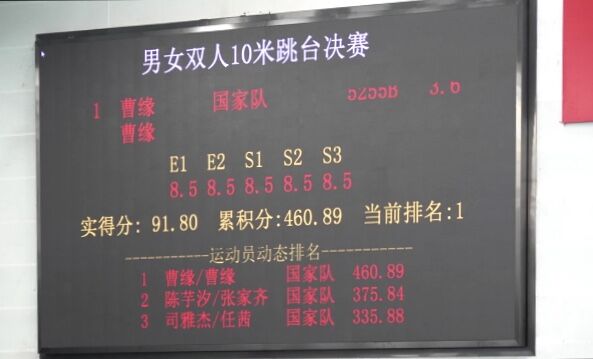 男女双人10米跳台决赛
1 曹缘 国家队 5255B 3.6
曹缘
E1 E2 S1 S2 S3
8.5 8.5 8.5 8.5 8.5
实得分: 91.80 累积分:460.89 当前排名:1
-----------运动员动态排名-----------
1 曹缘/曹缘 国家队 460.89
2 陈芋汐/张家齐 国家队 375.84
3 司雅杰/任茜 国家队 335.88